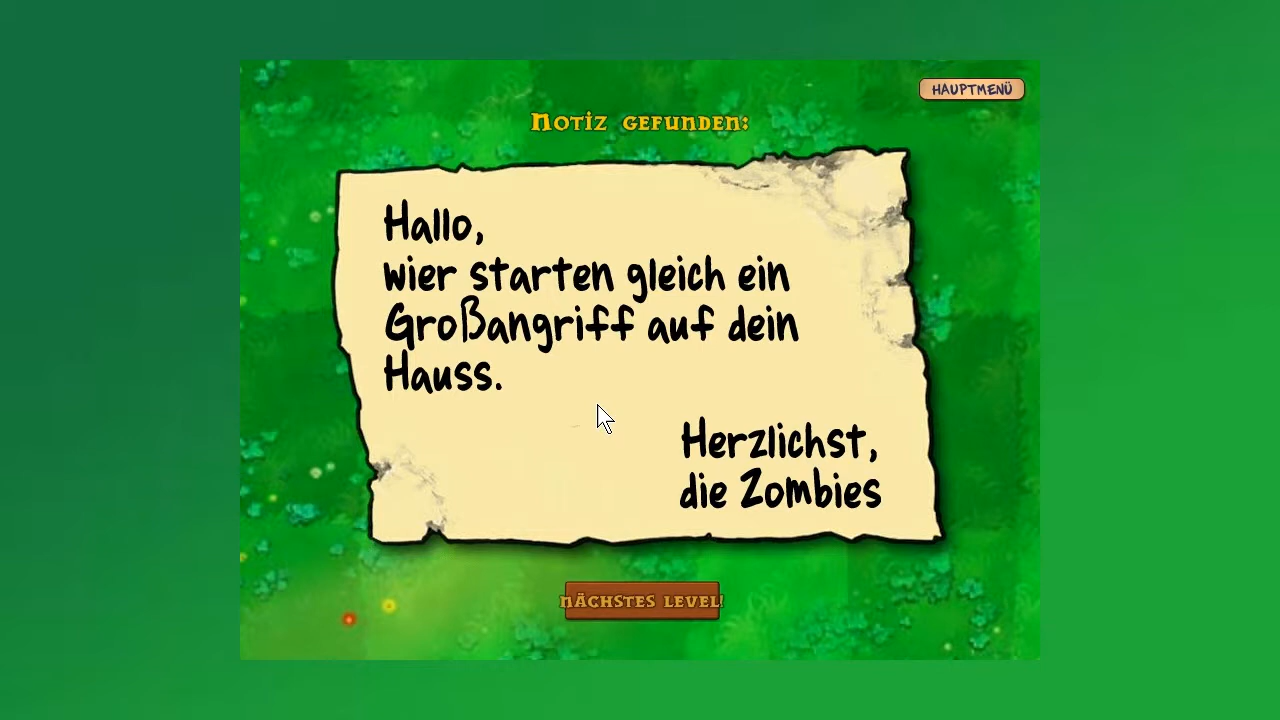 HAUPTMENÜ
Notiz gefunden:
Hallo,
wier starten gleich ein
Großangriff auf dein
Hauss.
Herzlichst,
die Zombies
NÄCHSTES LEVEL!